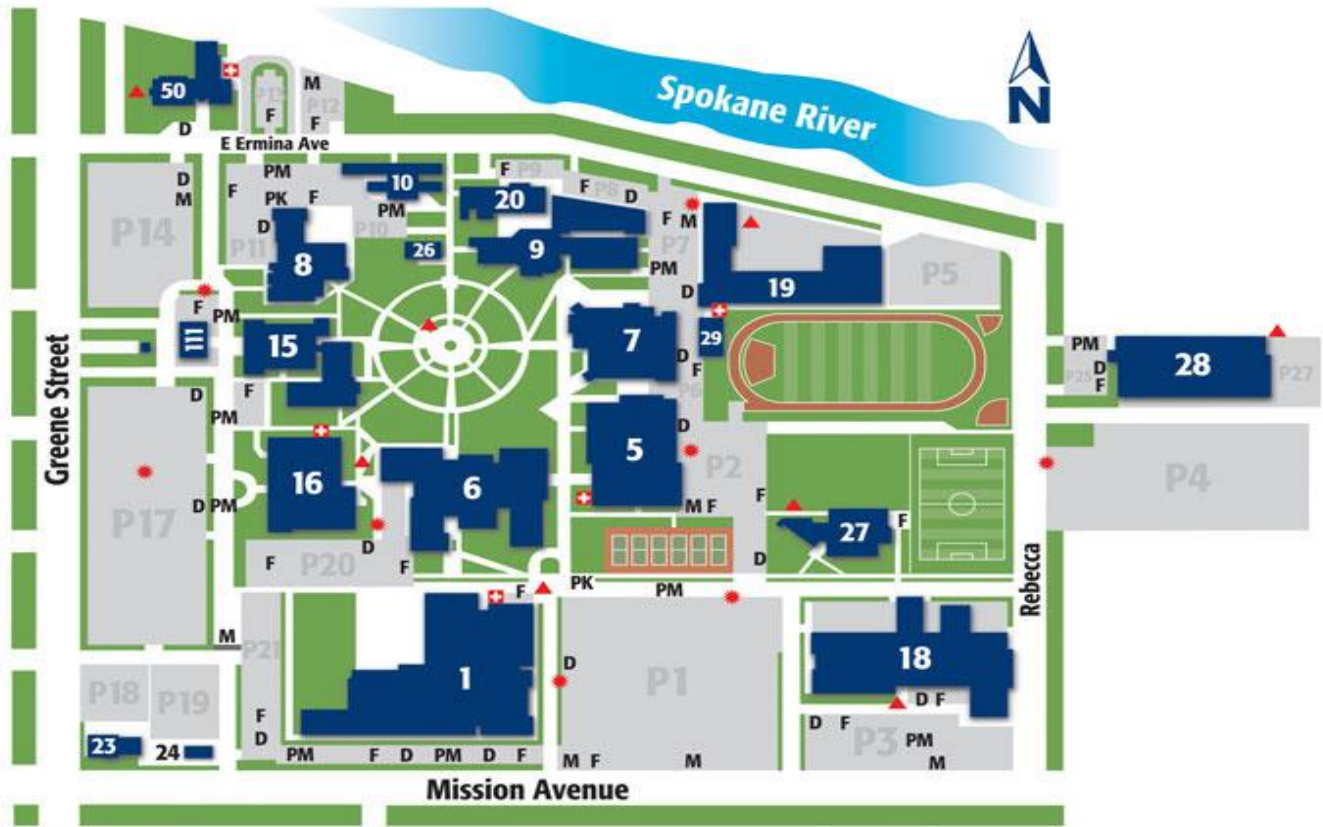 Spokane River
N
50
P13
M
P12
F
F
D
E Ermina Ave
P14
D
M
F
PM
PK
F
D
P11
PM
P10
10
8
26
20
F
P9
F
P8
D
9
F
M
P7
PM
D
19
P5
F
PM
111
15
F
7
29
D
F
P6
PM
D
F
P25
28
P27
Greene Street
D
PM
P17
D
PM
16
6
5
D
P2
M
F
F
D
27
F
P4
Rebecca
D
F
P20
F
F
PK
PM
M
P21
1
D
P1
18
D
F
P18
P19
23
24
F
D
PM
F
D
PM
D
F
M
F
M
D
F
P3
PM
M
Mission Avenue